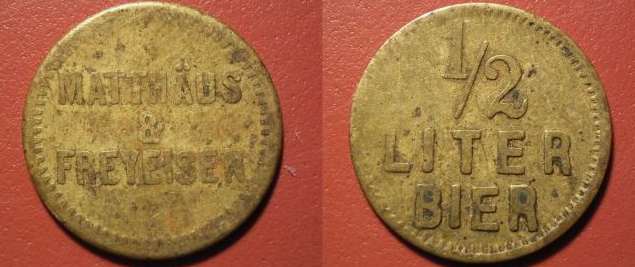 MATTHÄUS
&
FREYEISEN
1/2
LITER
BIER